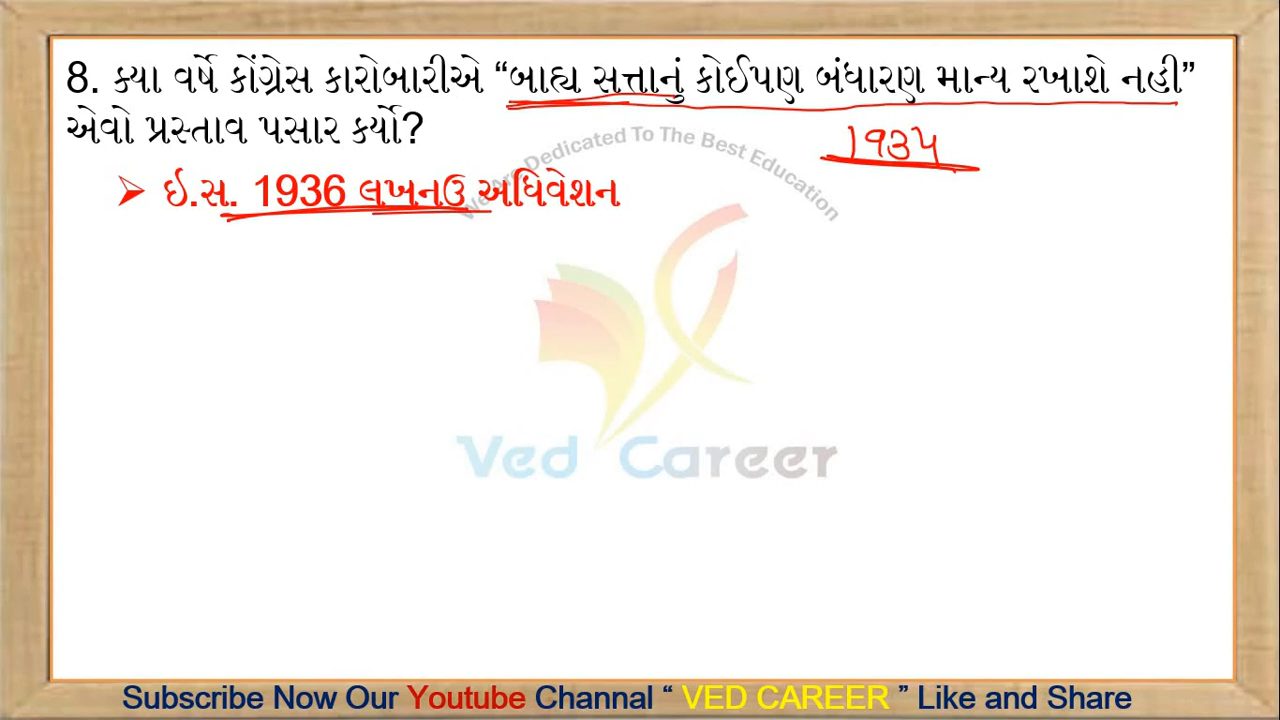 8. ક્યા વર્ષે કોંગ્રેસ કારોબારીએ “બાહ્ય સત્તાનું કોઈપણ બંધારણ માન્ય રખાશે નહી”
એવો પ્રસ્તાવ પસાર કર્યો?
૧૯૩૫
➢ ઇ.સ. 1936 લખનઉ અધિવેશન
We Are Dedicated To The Best Education
Ved Career
Subscribe Now Our Youtube Channal “ VED CAREER ” Like and Share